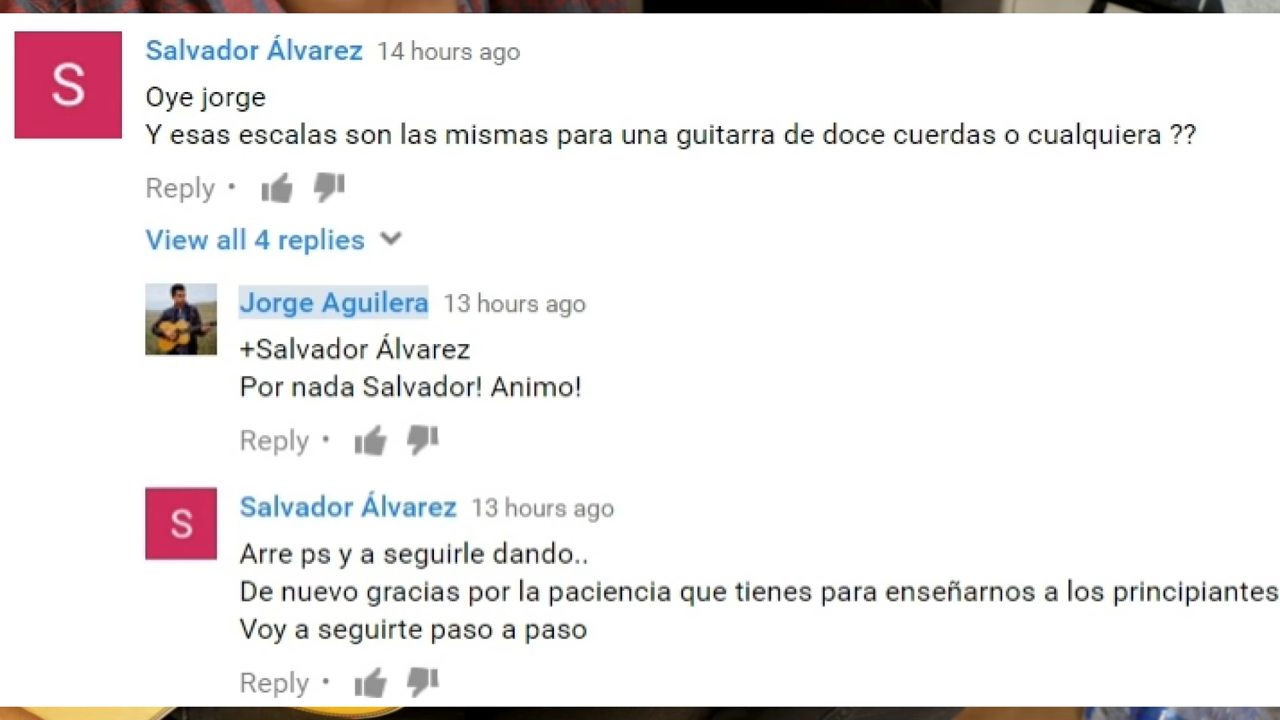 S
Salvador Álvarez 14 hours ago
Oye jorge
Y esas escalas son las mismas para una guitarra de doce cuerdas o cualquiera ??
Reply •
View all 4 replies
Jorge Aguilera 13 hours ago
+Salvador Álvarez
Por nada Salvador! Animo!
Reply •
S
Salvador Álvarez 13 hours ago
Arre ps y a seguirle dando..
De nuevo gracias por la paciencia que tienes para enseñarnos a los principiantes
Voy a seguirte paso a paso
Reply •